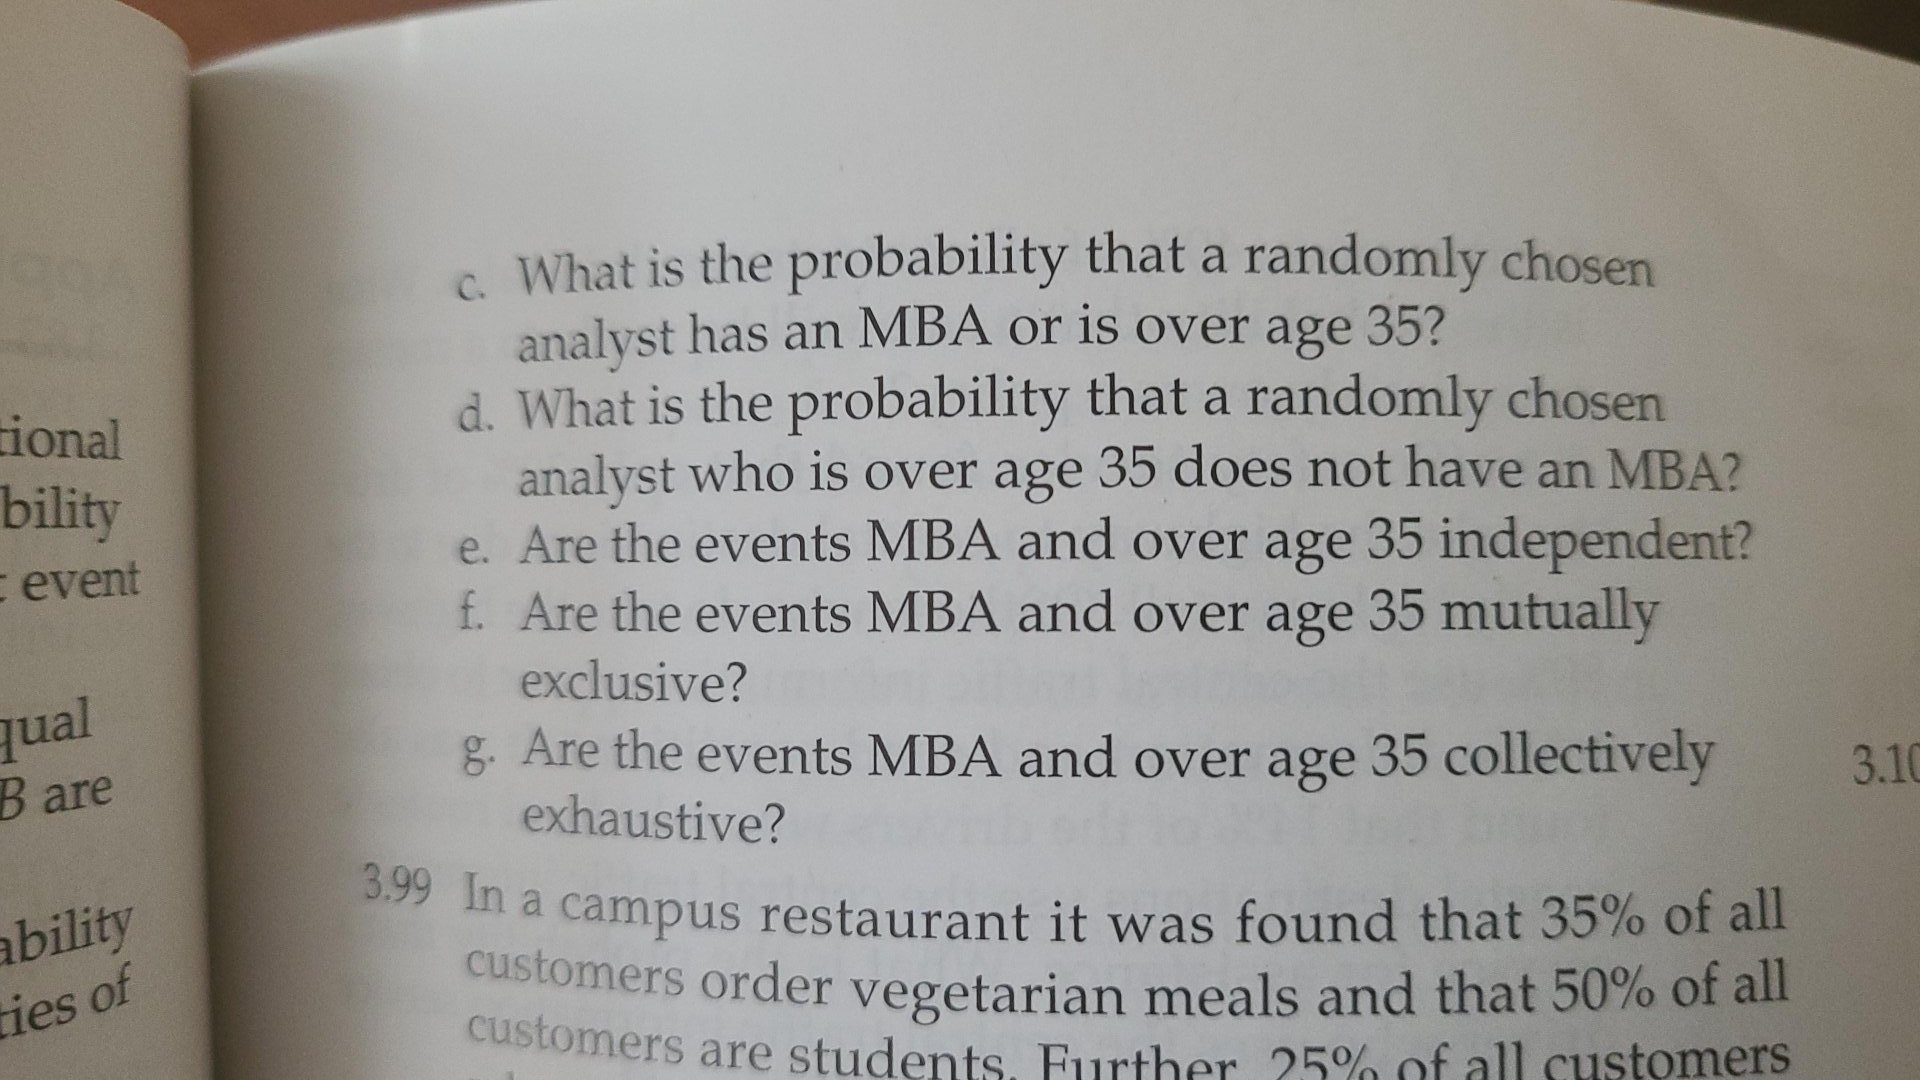 tional
bility
event
qual
B are
ability
ties of
c. What is the probability that a randomly chosen
analyst has an MBA or is over age 35?
d. What is the probability that a randomly chosen
analyst who is over age 35 does not have an MBA?
e. Are the events MBA and over age 35 independent?
f. Are the events MBA and over age 35 mutually
exclusive?
g. Are the events MBA and over age 35 collectively
exhaustive?
3.99 In a campus restaurant it was found that 35% of all
customers order vegetarian meals and that 50% of all
customers are students. Further, 25% of all customers
3.10